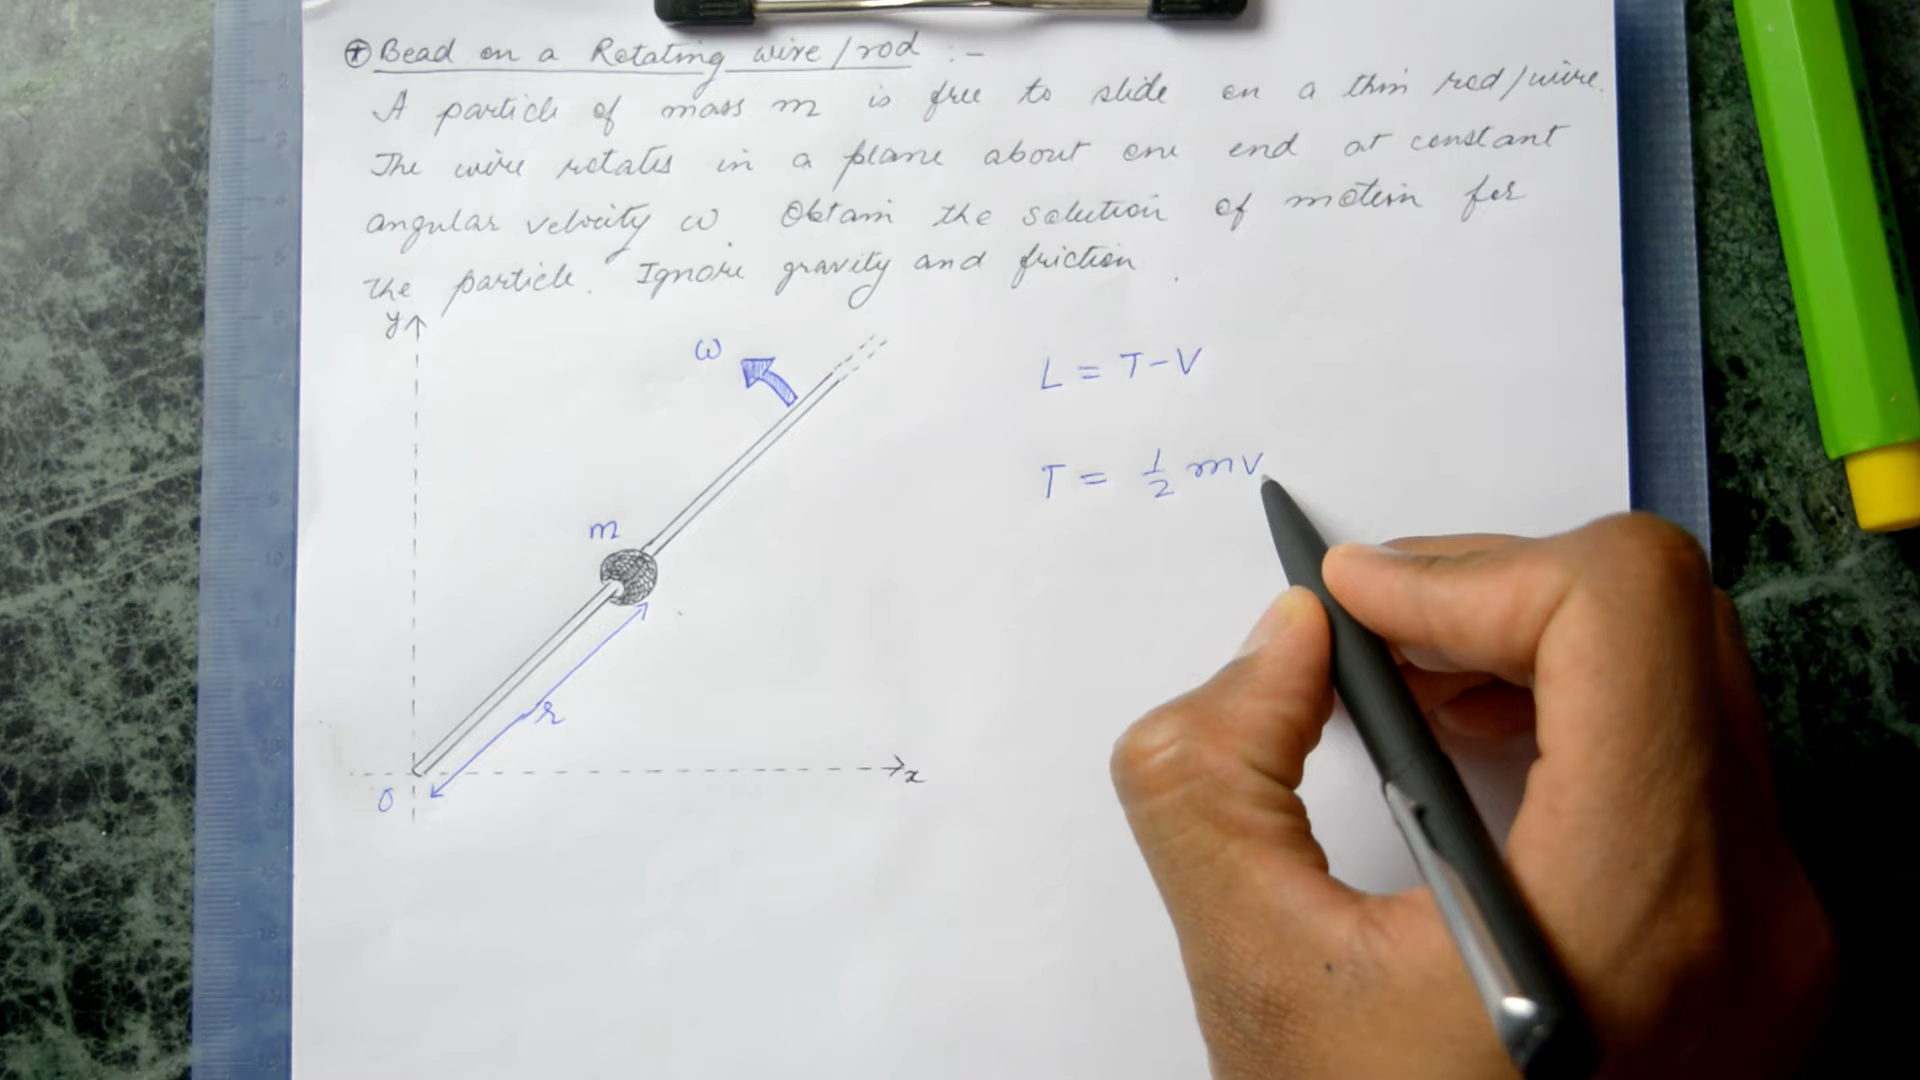 ⊕ Bead on a Rotating wire/rod :-
A particle of mass m is free to slide on a thin rod/wire.
The wire rotates in a plane about one end at constant
angular velocity ω. Obtain the solution of motion for
the particle. Ignore gravity and friction.
y
ω
L = T-V
T = 1/2 mv
m
r
O
x